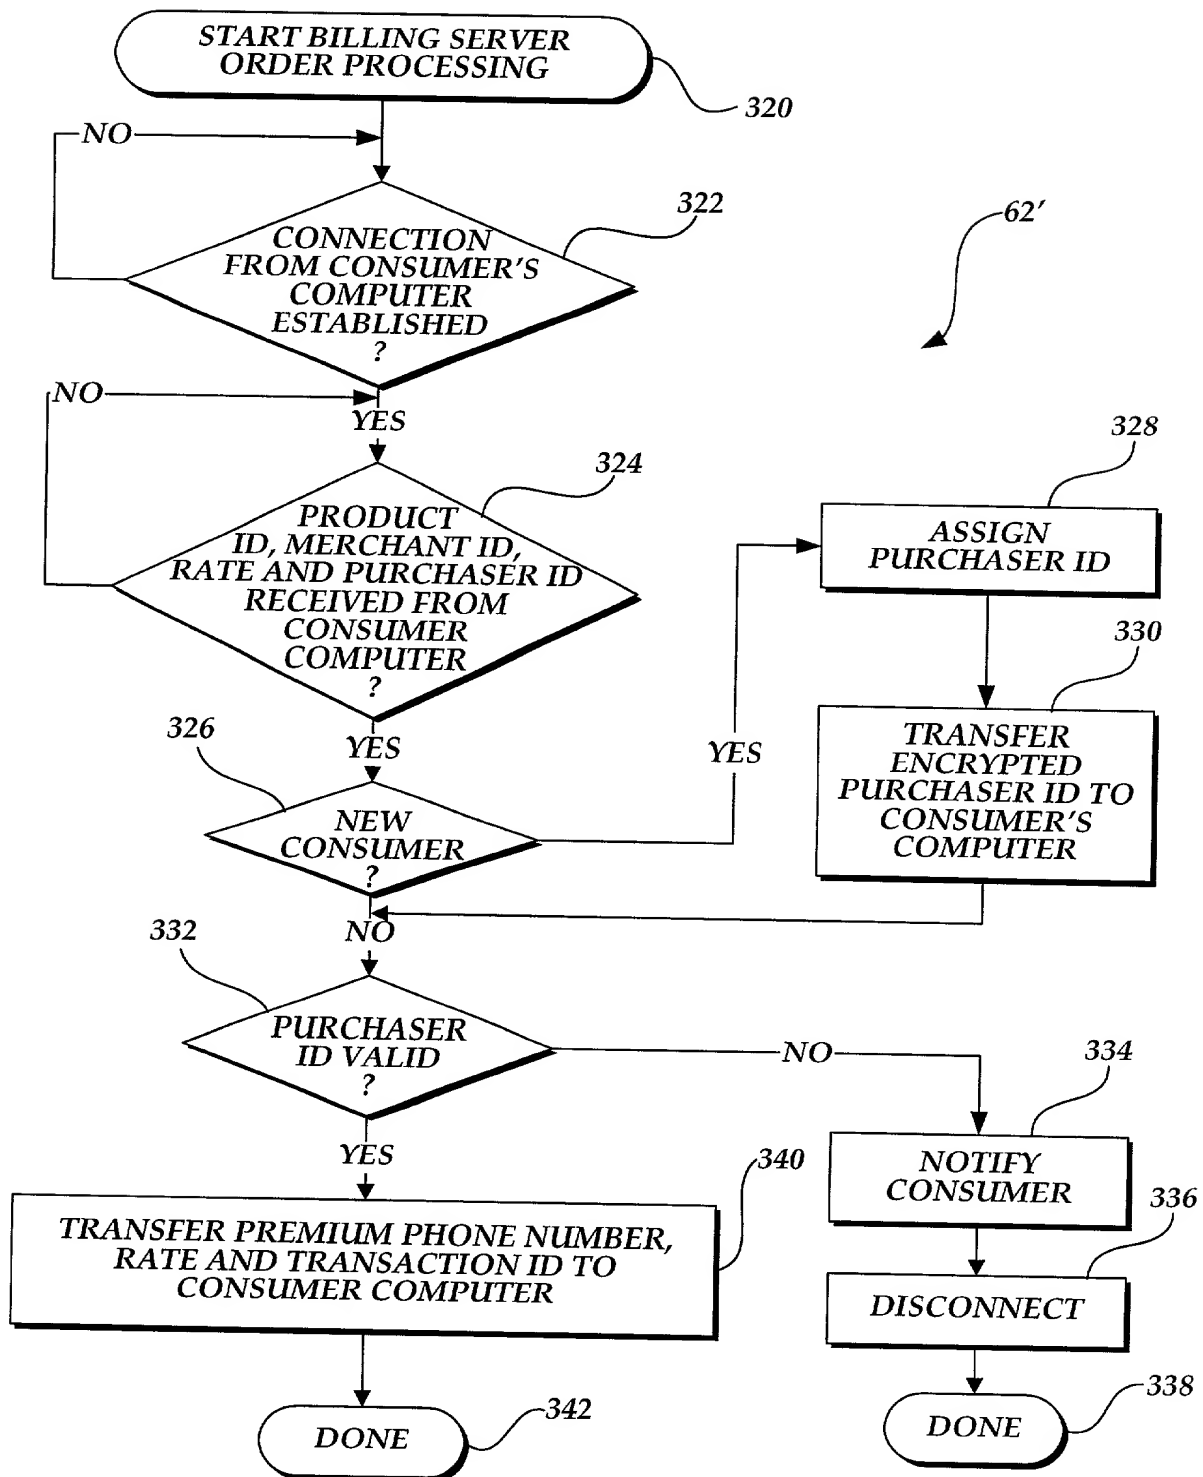 START BILLING SERVER
ORDER PROCESSING
320
NO
322
CONNECTION
FROM CONSUMER'S
COMPUTER
ESTABLISHED
?
62'
NO
YES
324
PRODUCT
ID, MERCHANT ID,
RATE AND PURCHASER ID
RECEIVED FROM
CONSUMER
COMPUTER
?
328
ASSIGN
PURCHASER ID
330
TRANSFER
ENCRYPTED
PURCHASER ID TO
CONSUMER'S
COMPUTER
YES
326
YES
NEW
CONSUMER
?
NO
332
PURCHASER
ID VALID
?
NO
334
NOTIFY
CONSUMER
336
DISCONNECT
338
DONE
YES
340
TRANSFER PREMIUM PHONE NUMBER,
RATE AND TRANSACTION ID TO
CONSUMER COMPUTER
342
DONE